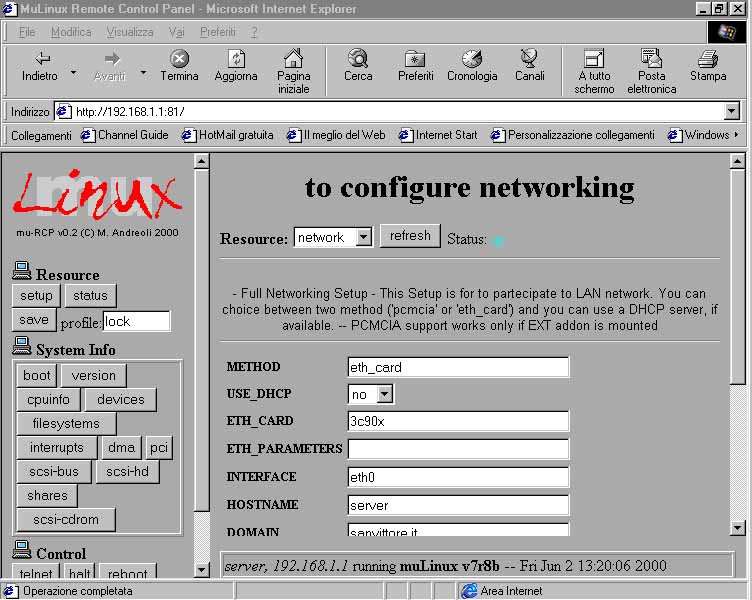 MuLinux Remote Control Panel - Microsoft Internet Explorer
File Modifica Visualizza Vai Preferiti ?
Indietro Avanti Termina Aggiorna Pagina iniziale Cerca Preferiti Cronologia Canali A tutto schermo Posta elettronica Stampa
Indirizzo http://192.168.1.1:81/
Collegamenti Channel Guide HotMail gratuita Il meglio del Web Internet Start Personalizzazione collegamenti Windows
mu
Linux
mu-RCP v0.2 (C) M. Andreoli 2000
Resource
setup status
save profile: lock
System Info
boot version
cpuinfo devices
filesystems
interrupts dma pci
scsi-bus scsi-hd
shares
scsi-cdrom
Control
telnet halt reboot
to configure networking
Resource: network refresh Status: up
- Full Networking Setup - This Setup is for to partecipate to LAN network. You can
choice between two method ('pcmcia' or 'eth_card') and you can use a DHCP server, if
available. -- PCMCIA support works only if EXT addon is mounted
METHOD eth_card
USE_DHCP no
ETH_CARD 3c90x
ETH_PARAMETERS
INTERFACE eth0
HOSTNAME server
DOMAIN sanvittore.it
server, 192.168.1.1 running muLinux v7r8b -- Fri Jun 2 13:20:06 2000
Operazione completata Area Internet